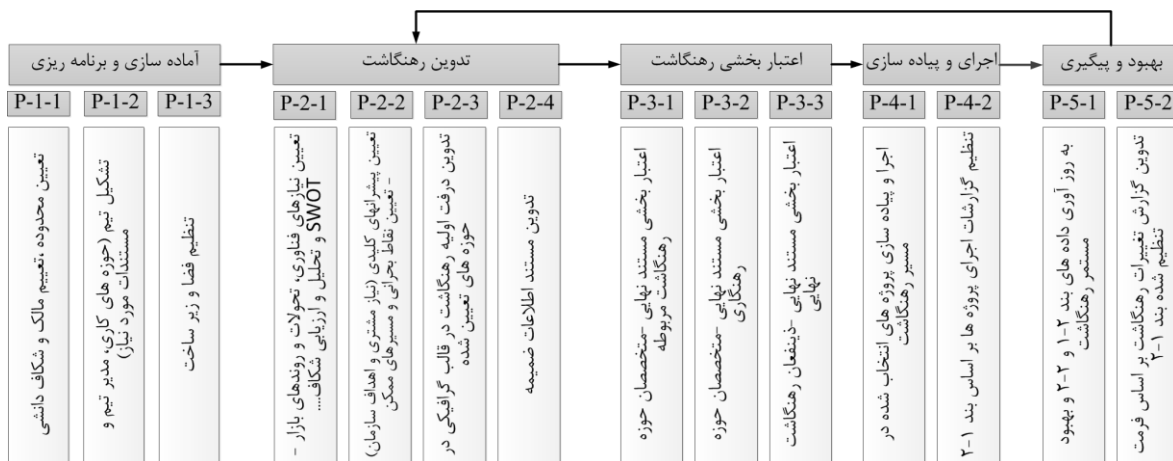 آماده سازی و برنامه ریزی
P-1-1
تعیین محدوده ،تعییم مالک و شکاف دانشی
P-1-2
تشکیل تیم (حوزه های کاری، مدیر تیم و
مستندات مورد نیاز)
P-1-3
تنظیم فضا و زیر ساخت
تدوین رهنگاشت
P-2-1
تعیین نیازهای فناوری، تحولات و روندهای بازار -
SWOT و تحلیل و ارزیابی شکاف....
P-2-2
تعیین پیشرانهای کلیدی (نیاز مشتری و اهداف سازمان)
- تعیین نقاط بحرانی و مسیرهای ممکن
P-2-3
تدوین درفت اولیه رهنگاشت در قالب گرافیکی در
حوزه های تعیین شده
P-2-4
تدوین مستند اطلاعات ضمیمه
اعتبار بخشی رهنگاشت
P-3-1
اعتبار بخشی مستند نهایی -متخصصان حوزه
رهنگاشت مربوطه
P-3-2
اعتبار بخشی مستند نهایی -متخصصان حوزه
رهنگاری
P-3-3
اعتبار بخشی مستند نهایی -ذینفعان رهنگاشت
نهایی
اجرای و پیاده سازی
P-4-1
اجرا و پیاده سازی پروژه های انتخاب شده در
مسیر رهنگاشت
P-4-2
تنظیم گزارشات اجرای پروژه ها بر اساس بند ۱-۲
بهبود و پیگیری
P-5-1
به روز آوری داده های بند ۲-۱ و ۲-۲ و بهبود
مستمر رهنگاشت
P-5-2
تدوین گزارش تغییرات رهنگاشت بر اساس فرمت
تنظیم شده بند ۱-۲